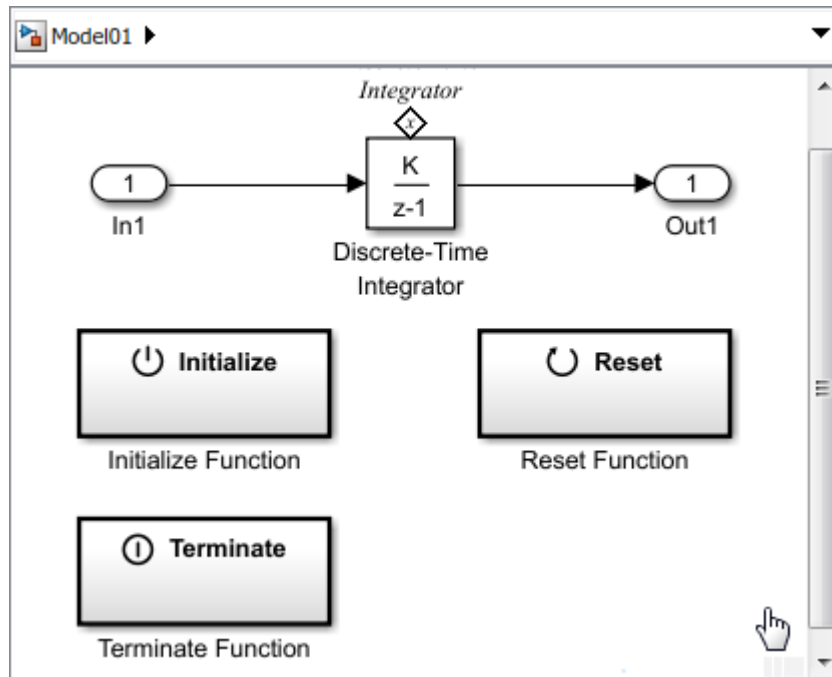 Model01
Integrator
x
1
K
z-1
1
In1
Discrete-Time
Integrator
Out1
Initialize
Reset
Initialize Function
Reset Function
Terminate
Terminate Function